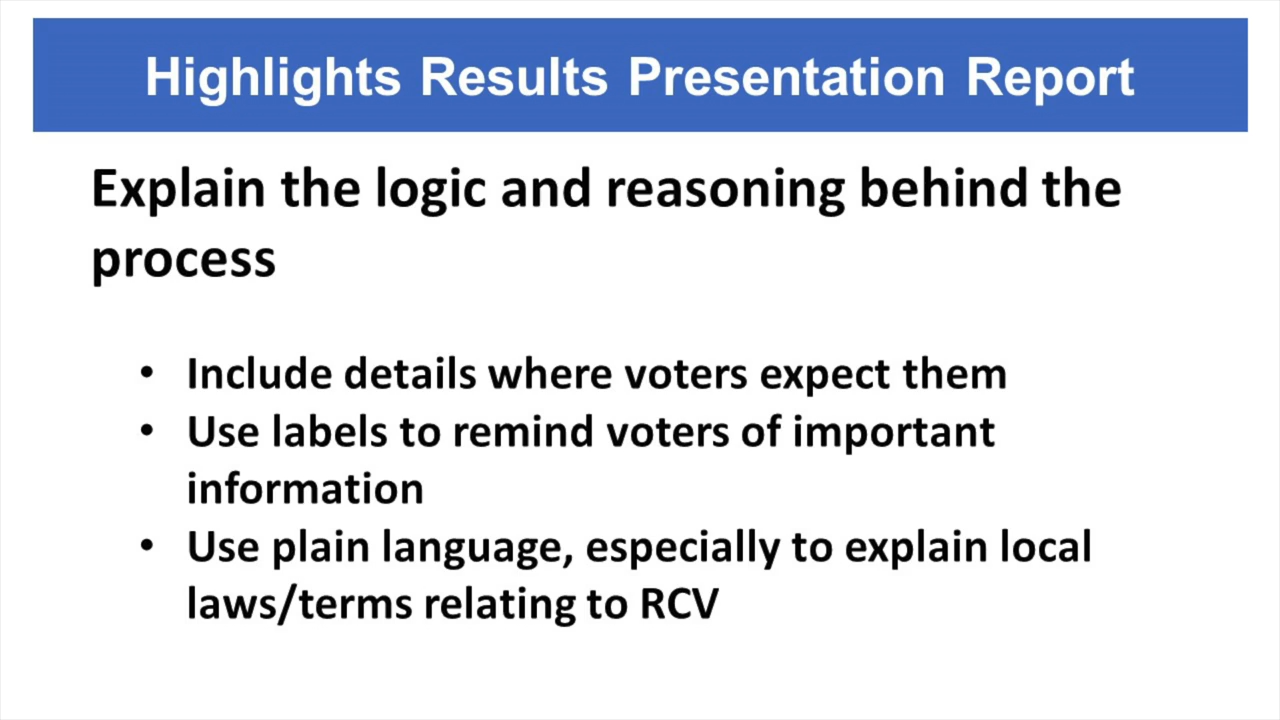 Highlights Results Presentation Report
Explain the logic and reasoning behind the
process
• Include details where voters expect them
• Use labels to remind voters of important
information
• Use plain language, especially to explain local
laws/terms relating to RCV